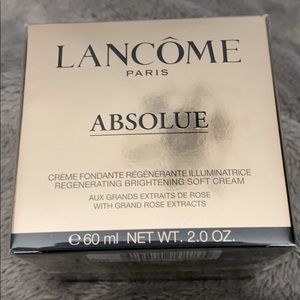 LANCÔME
PARIS
ABSOLUE
CRÈME FONDANTE RÉGÉNÉRANTE ILLUMINATRICE
REGENERATING BRIGHTENING SOFT CREAM
AUX GRANDS EXTRAITS DE ROSE
WITH GRAND ROSE EXTRACTS
℮ 60 ml NET WT. 2.0 OZ.